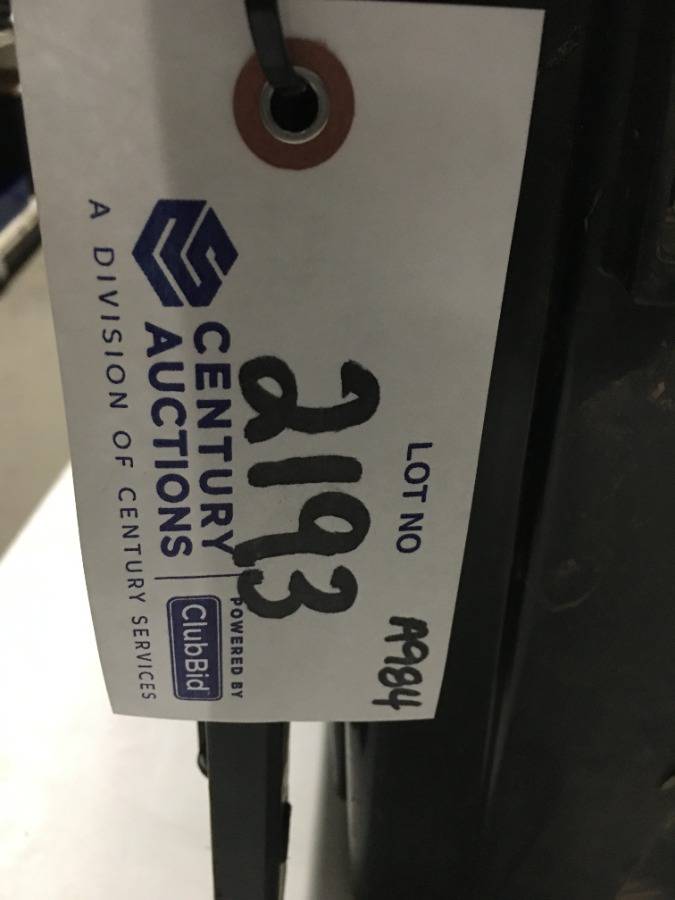 LOT NO A984
2193
CENTURY
AUCTIONS
POWERED BY
ClubBid
A DIVISION OF CENTURY SERVICES